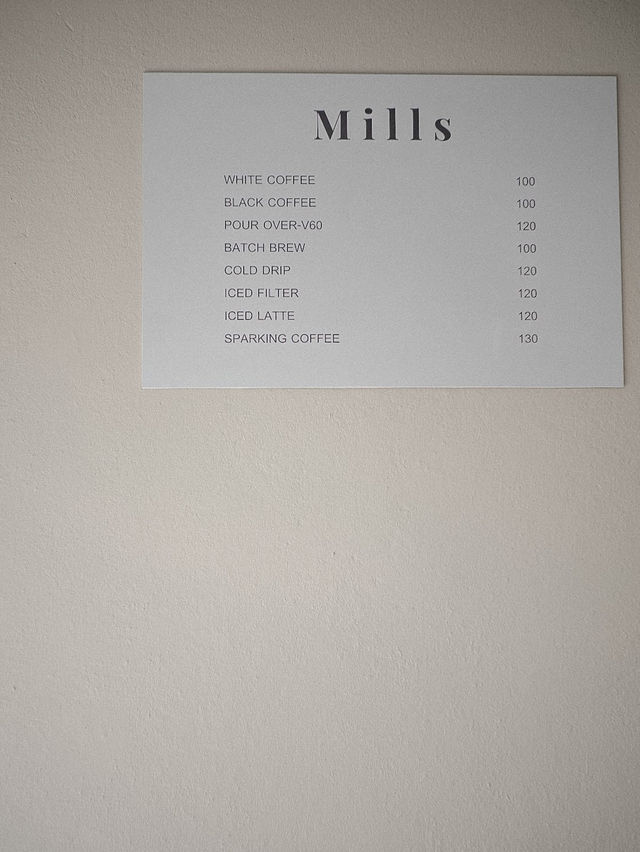 Mills
WHITE COFFEE 100
BLACK COFFEE 100
POUR OVER-V60 120
BATCH BREW 100
COLD DRIP 120
ICED FILTER 120
ICED LATTE 120
SPARKING COFFEE 130